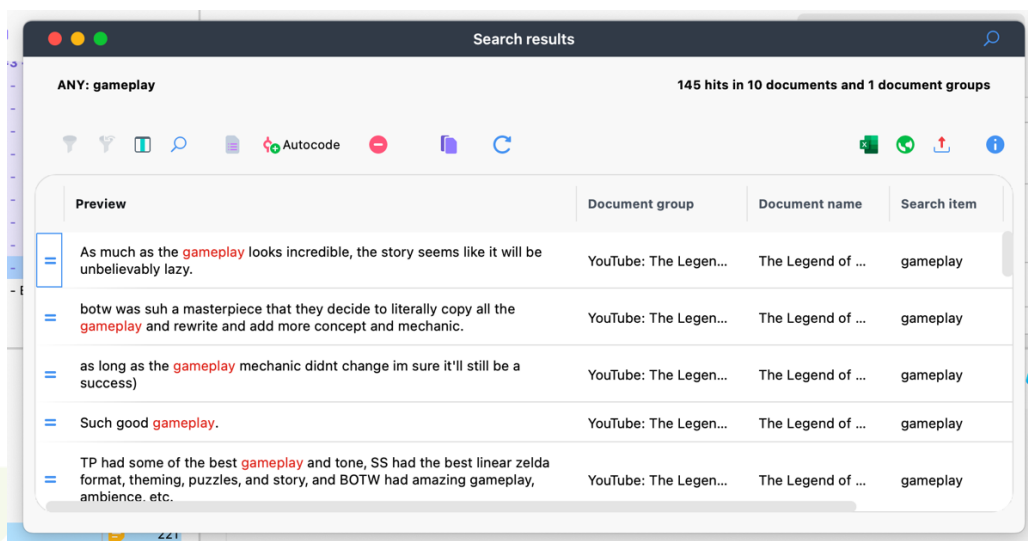 Search results
ANY: gameplay
145 hits in 10 documents and 1 document groups
Autocode
Preview
Document group
Document name
Search item
As much as the gameplay looks incredible, the story seems like it will be
unbelievably lazy.
YouTube: The Legen...
The Legend of ...
gameplay
botw was suh a masterpiece that they decide to literally copy all the
gameplay and rewrite and add more concept and mechanic.
YouTube: The Legen...
The Legend of ...
gameplay
as long as the gameplay mechanic didnt change im sure it'll still be a
success)
YouTube: The Legen...
The Legend of ...
gameplay
Such good gameplay.
YouTube: The Legen...
The Legend of ...
gameplay
TP had some of the best gameplay and tone, SS had the best linear zelda
format, theming, puzzles, and story, and BOTW had amazing gameplay,
ambience, etc.
YouTube: The Legen...
The Legend of ...
gameplay
221